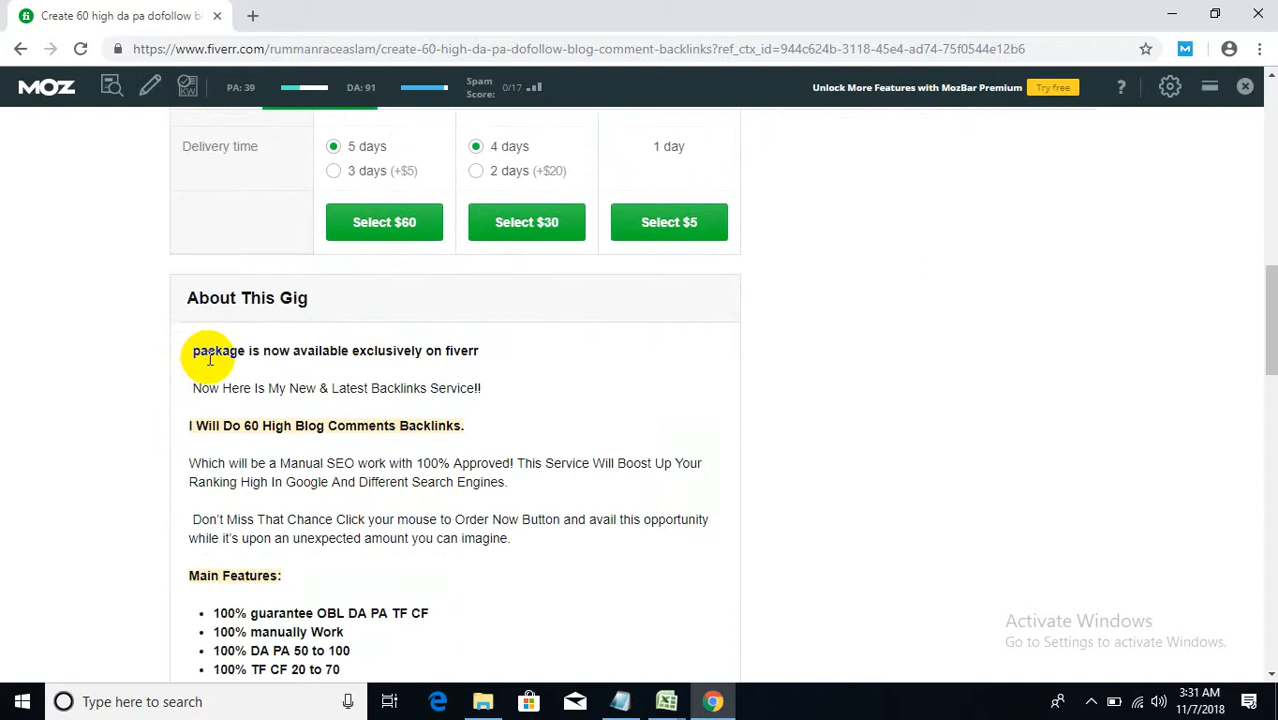 Create 60 high da pa dofollow b
https://www.fiverr.com/rummanraceaslam/create-60-high-da-pa-dofollow-blog-comment-backlinks?ref_ctx_id=944c624b-3118-45e4-ad74-75f0544e12b6
MOZ
KW
PA: 39
DA: 91
Spam
Score: 0/17
Unlock More Features with MozBar Premium Try free
Delivery time
5 days
3 days (+$5)
4 days
2 days (+$20)
1 day
Select $60
Select $30
Select $5
About This Gig
package is now available exclusively on fiverr
Now Here Is My New & Latest Backlinks Service!!
I Will Do 60 High Blog Comments Backlinks.
Which will be a Manual SEO work with 100% Approved! This Service Will Boost Up Your
Ranking High In Google And Different Search Engines.
Don't Miss That Chance Click your mouse to Order Now Button and avail this opportunity
while it's upon an unexpected amount you can imagine.
Main Features:
• 100% guarantee OBL DA PA TF CF
• 100% manually Work
• 100% DA PA 50 to 100
• 100% TF CF 20 to 70
Activate Windows
Go to Settings to activate Windows.
Type here to search
3:31 AM
11/7/2018